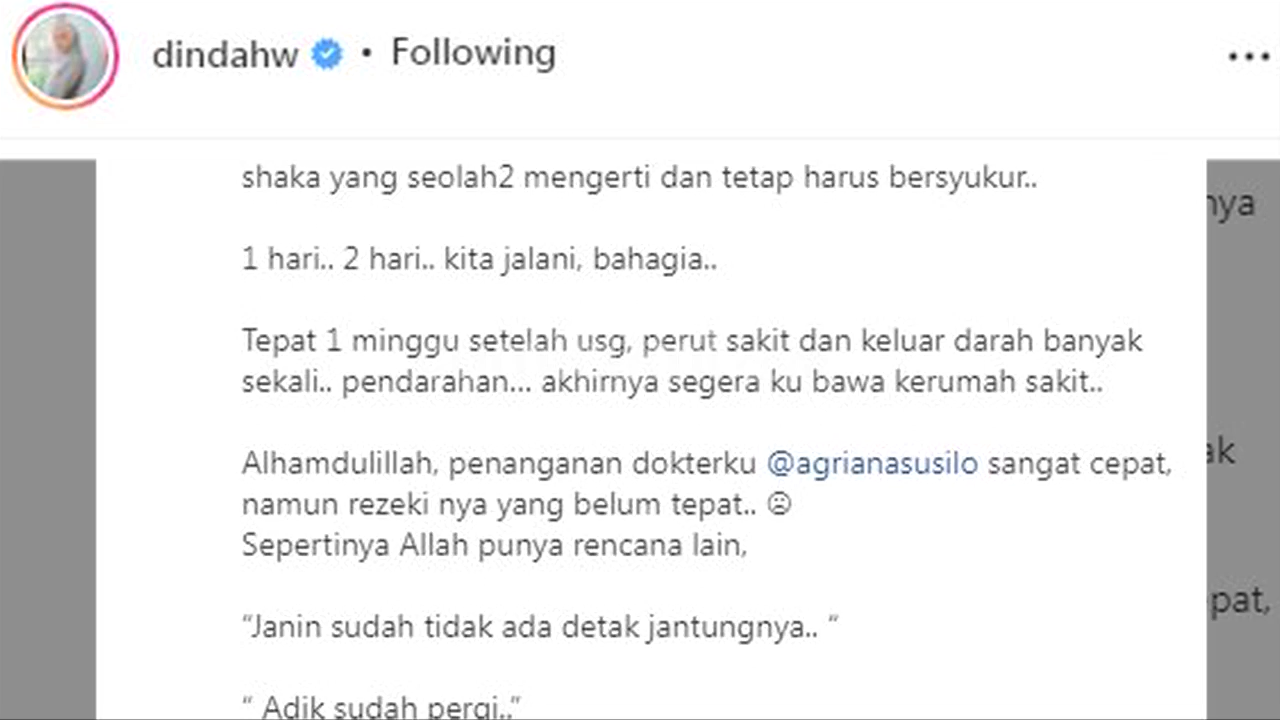 dindahw • Following
shaka yang seolah2 mengerti dan tetap harus bersyukur..
1 hari.. 2 hari.. kita jalani, bahagia..
Tepat 1 minggu setelah usg, perut sakit dan keluar darah banyak
sekali.. pendarahan... akhirnya segera ku bawa kerumah sakit..
Alhamdulillah, penanganan dokterku @agrianasusilo sangat cepat,
namun rezeki nya yang belum tepat.. ☹
Sepertinya Allah punya rencana lain,
“Janin sudah tidak ada detak jantungnya.. “
“ Adik sudah pergi..”
nya
ak
pat,